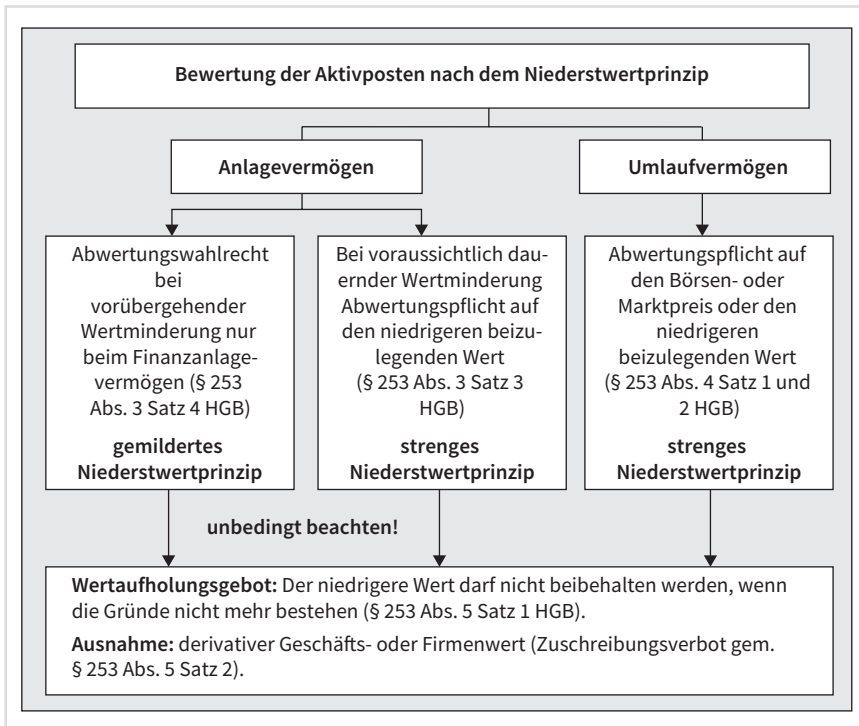 Bewertung der Aktivposten nach dem Niederstwertprinzip
Anlagevermögen
Umlaufvermögen
Abwertungswahlrecht
bei
vorübergehender
Wertminderung nur
beim Finanzanlage-
vermögen (§ 253
Abs. 3 Satz 4 HGB)
gemildertes
Niederstwertprinzip
Bei voraussichtlich dau-
ernder Wertminderung
Abwertungspflicht auf
den niedrigeren beizu-
legenden Wert
(§ 253 Abs. 3 Satz 3
HGB)
strenges
Niederstwertprinzip
Abwertungspflicht auf
den Börsen- oder
Marktpreis oder den
niedrigeren
beizulegenden Wert
(§ 253 Abs. 4 Satz 1 und
2 HGB)
strenges
Niederstwertprinzip
unbedingt beachten!
Wertaufholungsgebot: Der niedrigere Wert darf nicht beibehalten werden, wenn
die Gründe nicht mehr bestehen (§ 253 Abs. 5 Satz 1 HGB).
Ausnahme: derivativer Geschäfts- oder Firmenwert (Zuschreibungsverbot gem.
§ 253 Abs. 5 Satz 2).